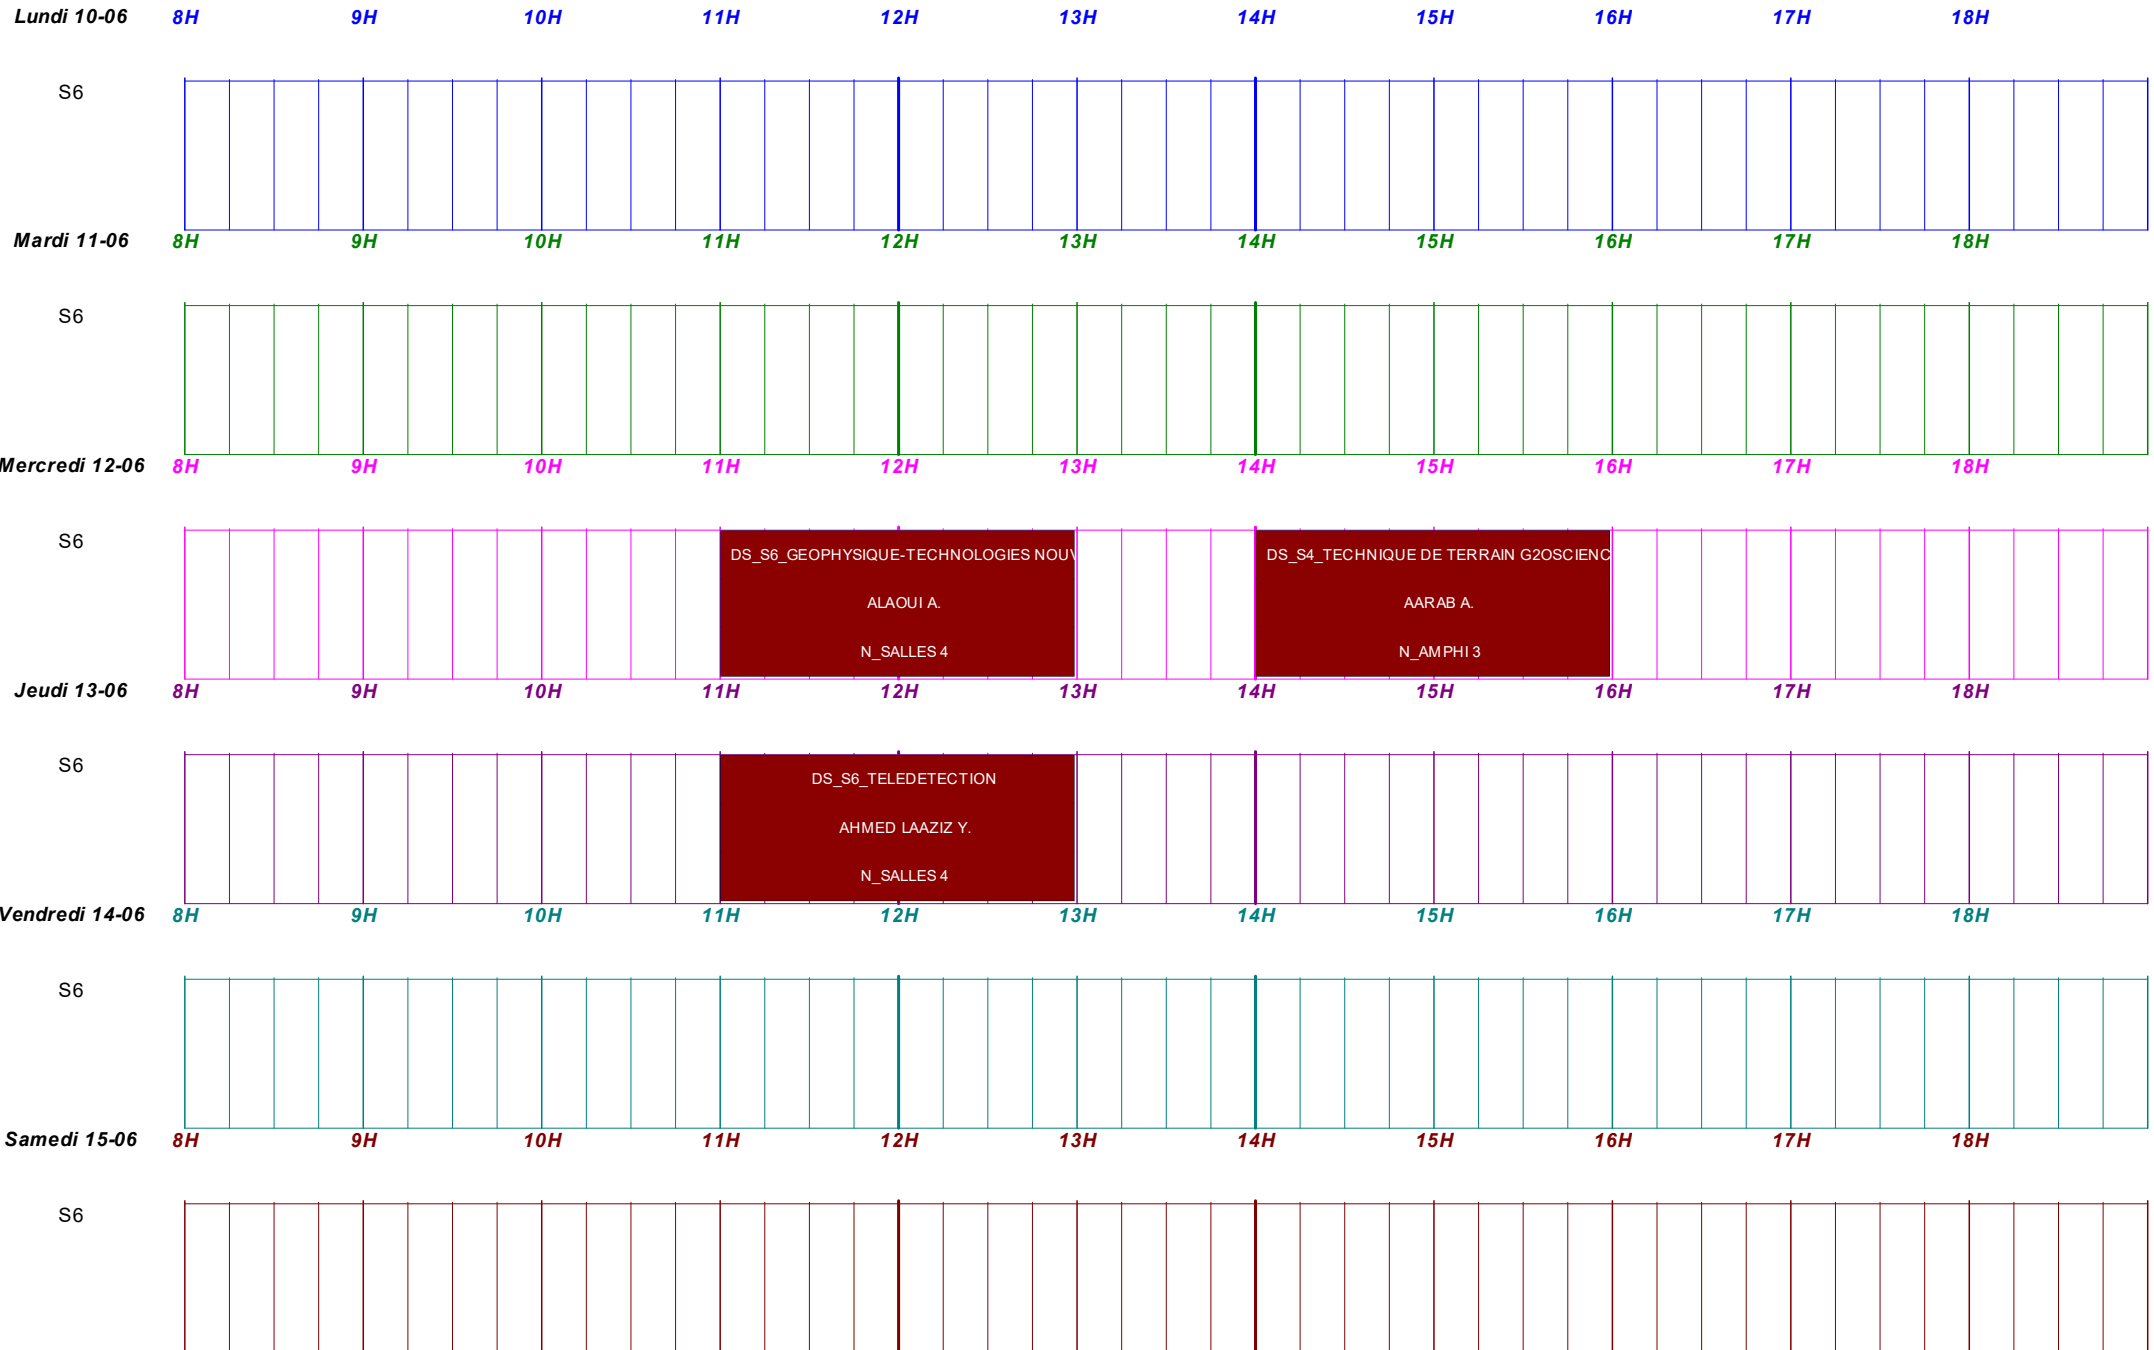 Lundi 10-06 8H 9H 10H 11H 12H 13H 14H 15H 16H 17H 18H
S6
Mardi 11-06 8H 9H 10H 11H 12H 13H 14H 15H 16H 17H 18H
S6
Mercredi 12-06 8H 9H 10H 11H 12H 13H 14H 15H 16H 17H 18H
S6
DS_S6_GEOPHYSIQUE-TECHNOLOGIES NOUV
ALAOUI A.
N_SALLES 4
DS_S4_TECHNIQUE DE TERRAIN G2OSCIENC
AARAB A.
N_AMPHI 3
Jeudi 13-06 8H 9H 10H 11H 12H 13H 14H 15H 16H 17H 18H
S6
DS_S6_TELEDETECTION
AHMED LAAZIZ Y.
N_SALLES 4
Vendredi 14-06 8H 9H 10H 11H 12H 13H 14H 15H 16H 17H 18H
S6
Samedi 15-06 8H 9H 10H 11H 12H 13H 14H 15H 16H 17H 18H
S6